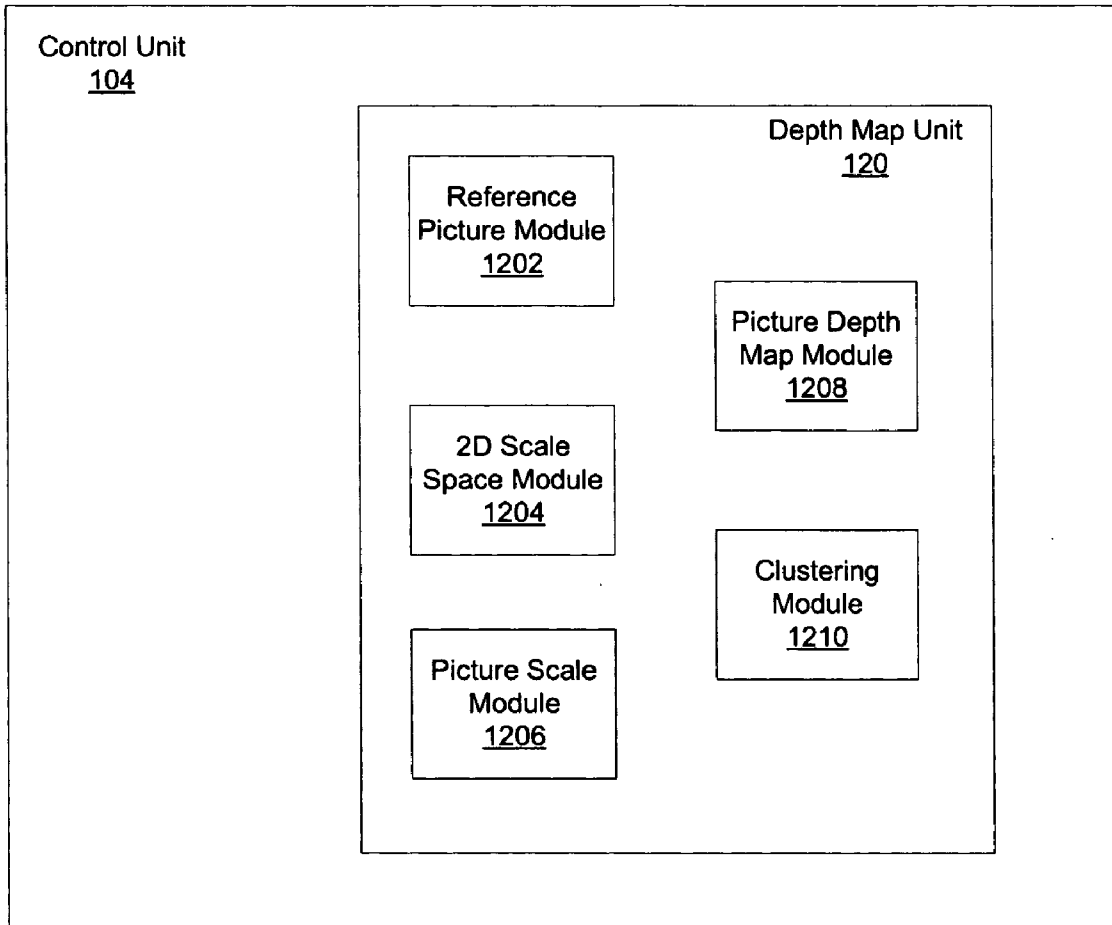 Control Unit
104
Depth Map Unit
120
Reference
Picture Module
1202
Picture Depth
Map Module
1208
2D Scale
Space Module
1204
Clustering
Module
1210
Picture Scale
Module
1206